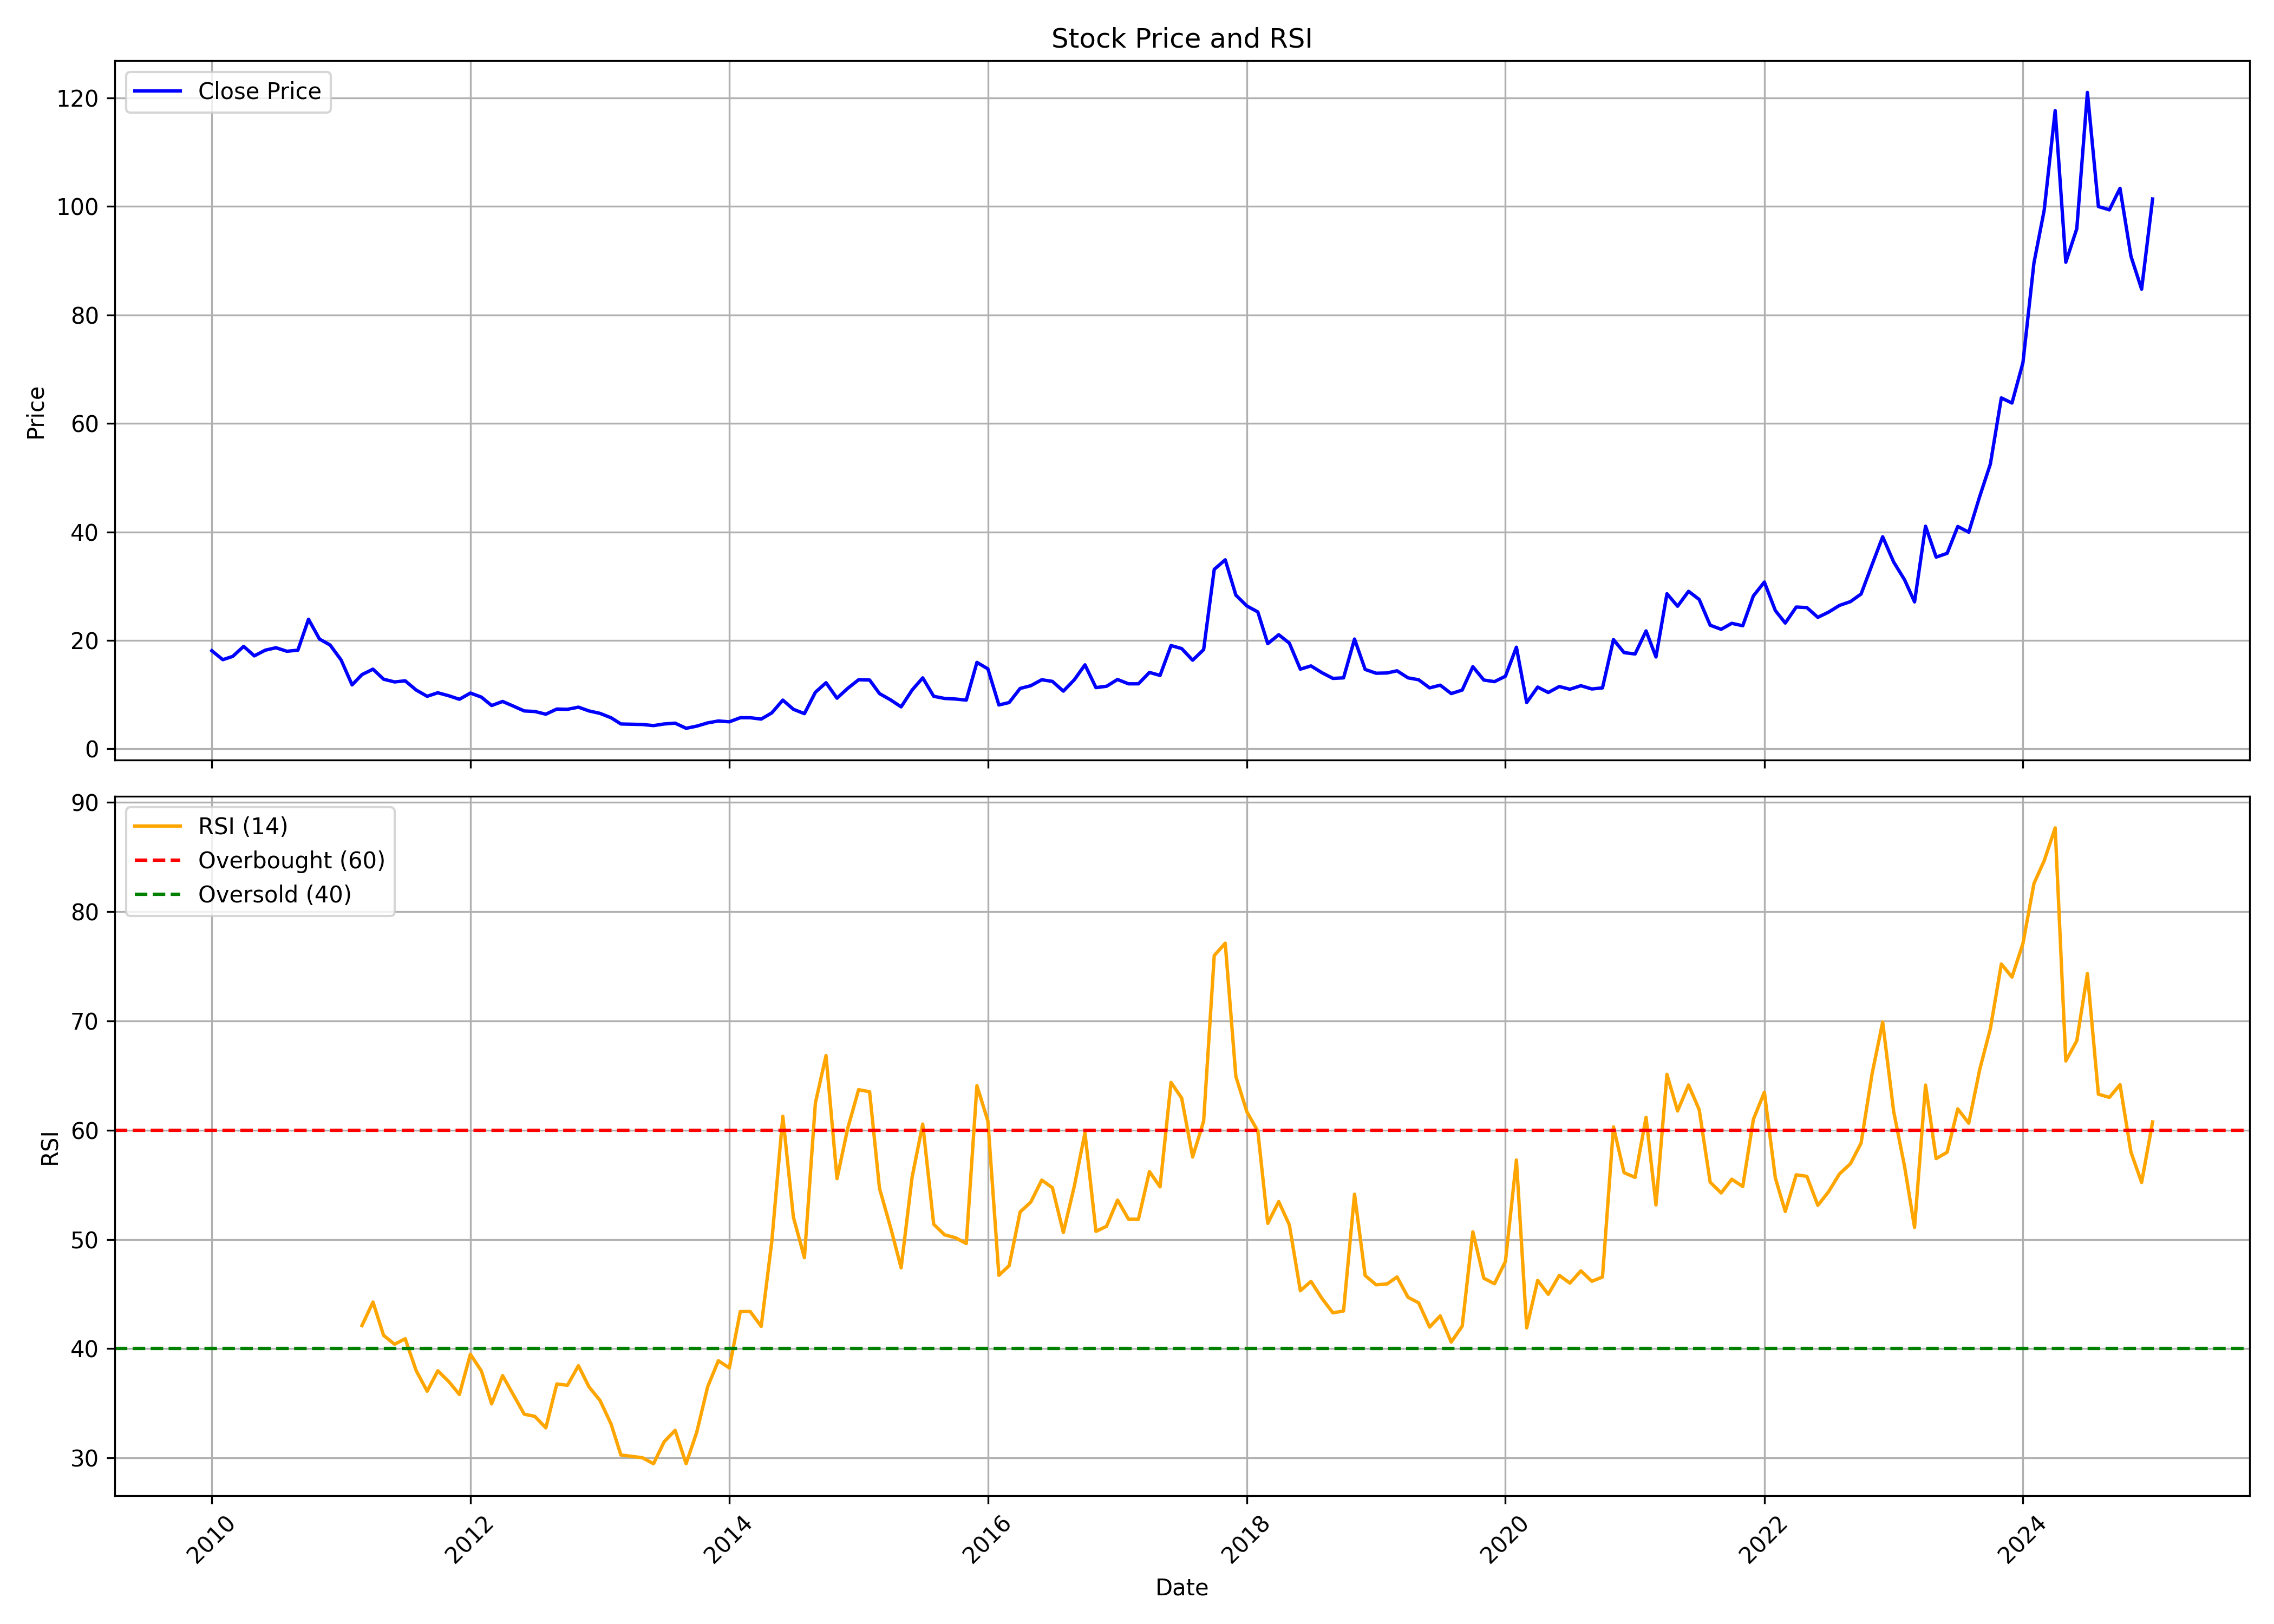 Stock Price and RSI
Close Price
Price
120
100
80
60
40
20
0
RSI (14)
Overbought (60)
Oversold (40)
RSI
90
80
70
60
50
40
30
2010
2012
2014
2016
2018
2020
2022
2024
Date